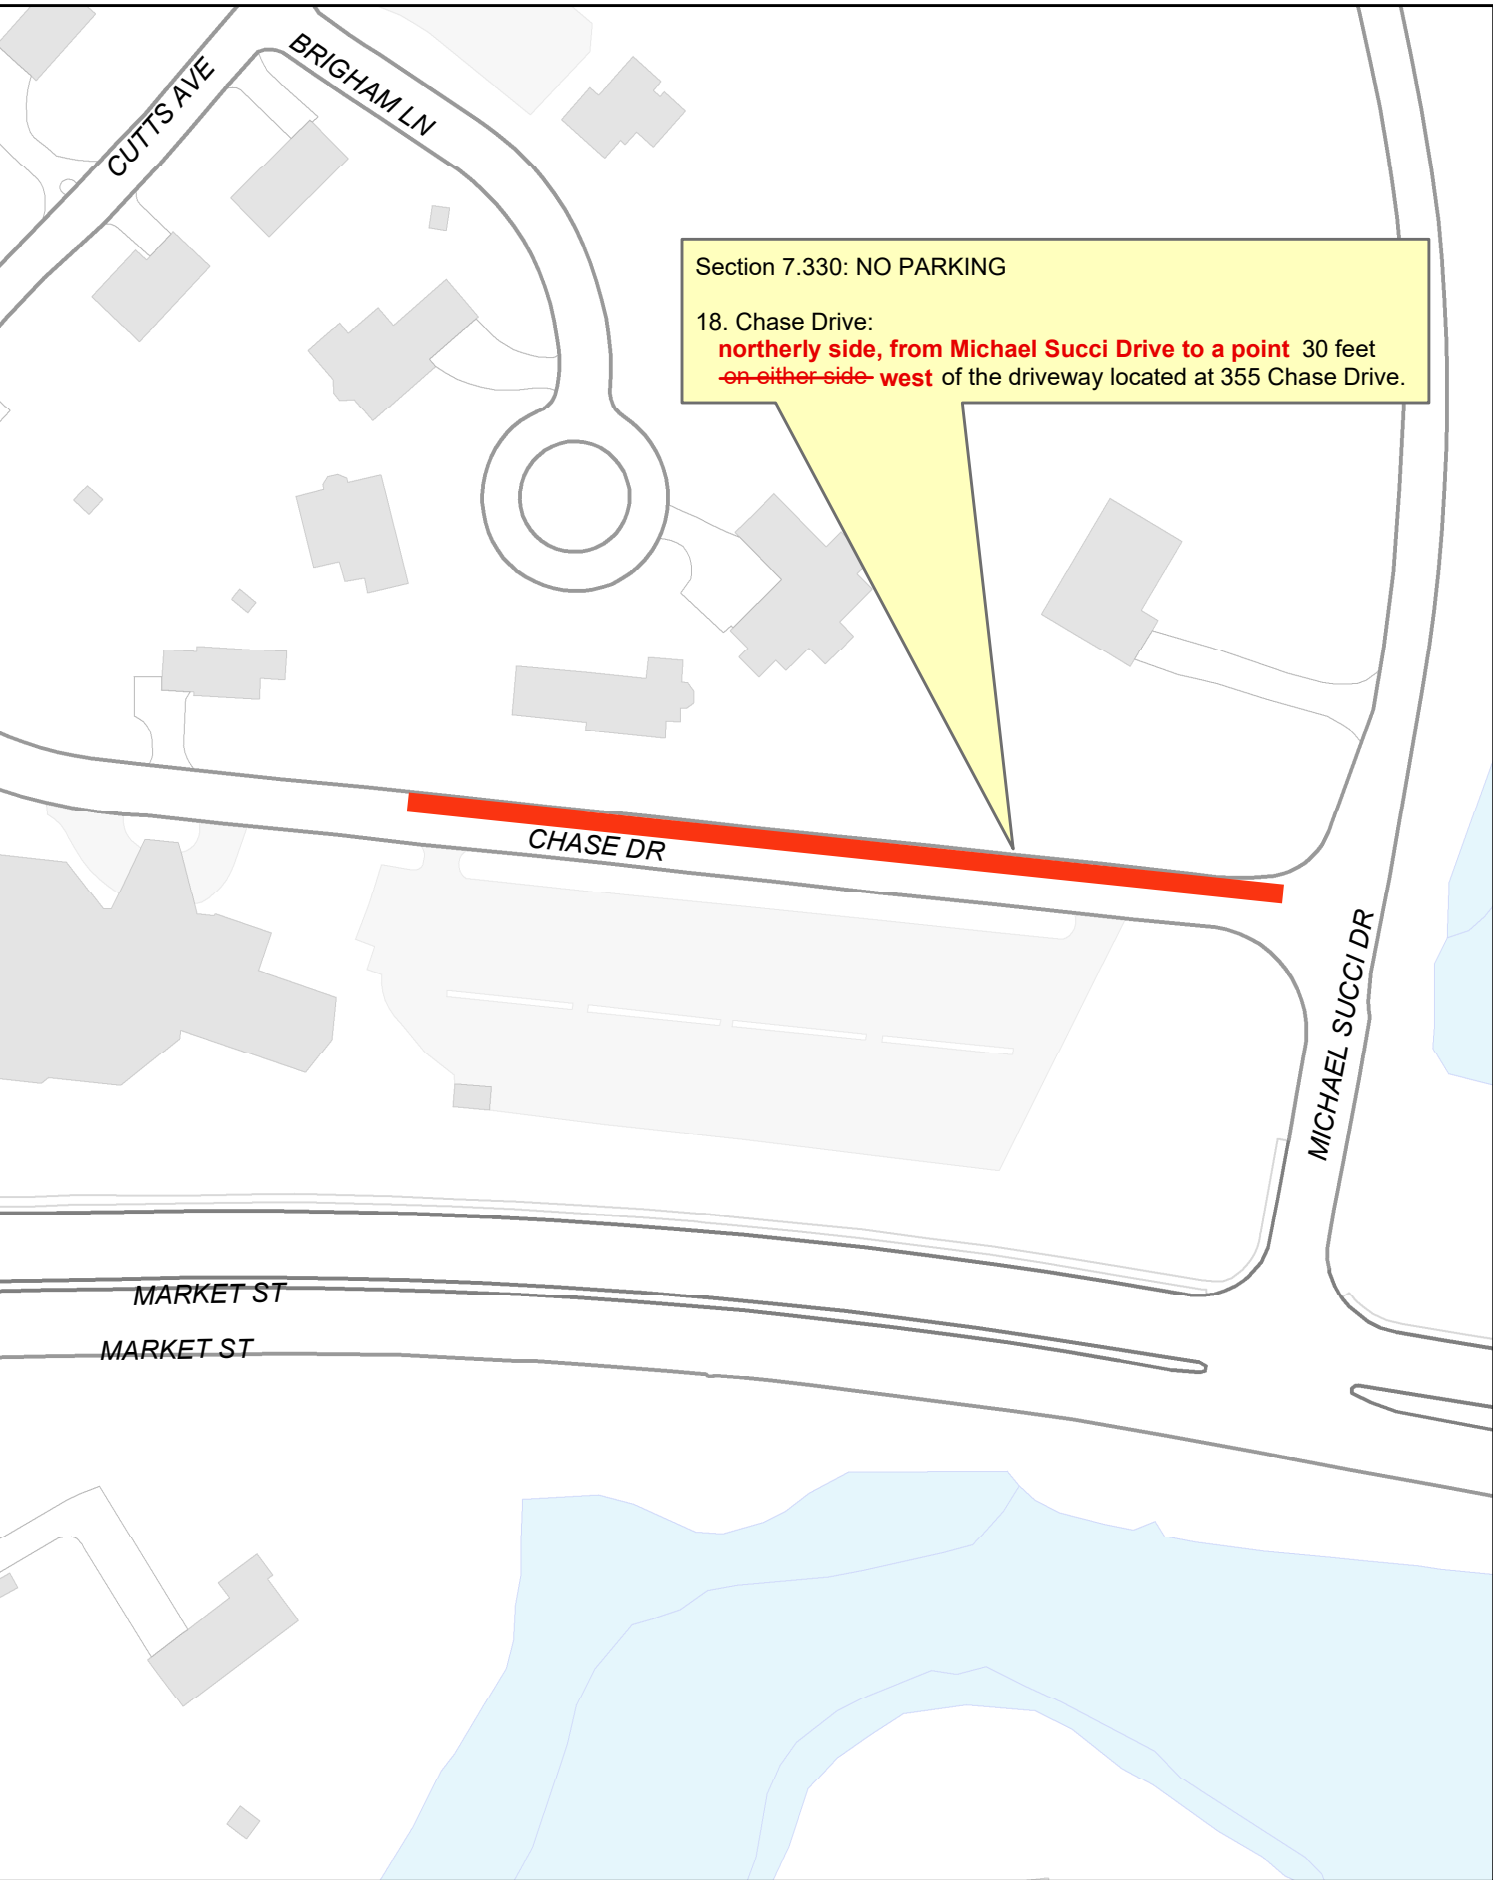 CUTTS AVE
BRIGHAM LN
Section 7.330: NO PARKING
18. Chase Drive:
northerly side, from Michael Succi Drive to a point 30 feet
on either side west of the driveway located at 355 Chase Drive.
CHASE DR
MICHAEL SUCCI DR
MARKET ST
MARKET ST